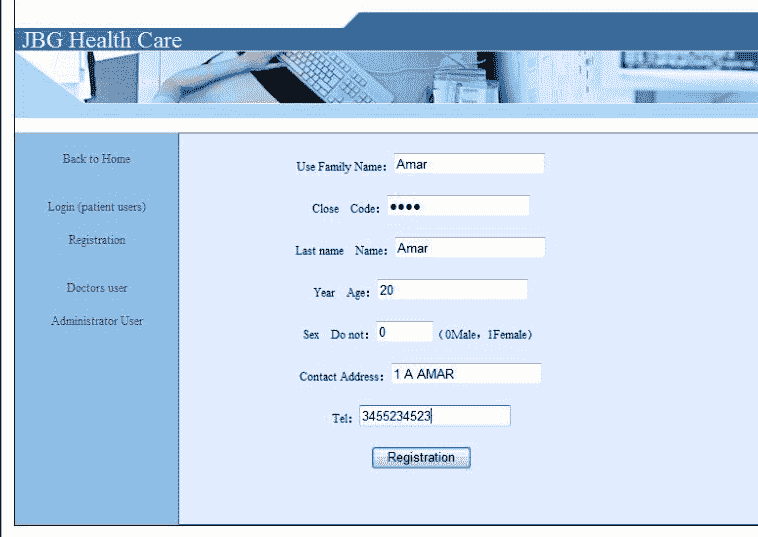 JBG Health Care
Back to Home
Login (patient users)
Registration
Doctors user
Administrator User
Use Family Name: Amar
Close Code: ●●●●
Last name Name: Amar
Year Age: 20
Sex Do not: 0 (0Male, 1Female)
Contact Address: 1 A AMAR
Tel: 3455234523
Registration